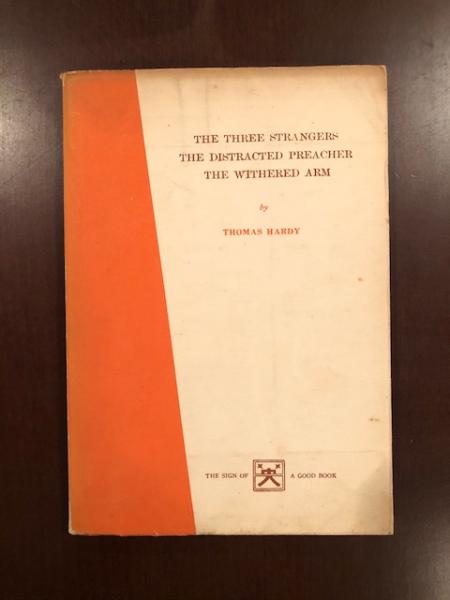 THE THREE STRANGERS
THE DISTRACTED PREACHER
THE WITHERED ARM
by
THOMAS HARDY
THE SIGN OF A GOOD BOOK